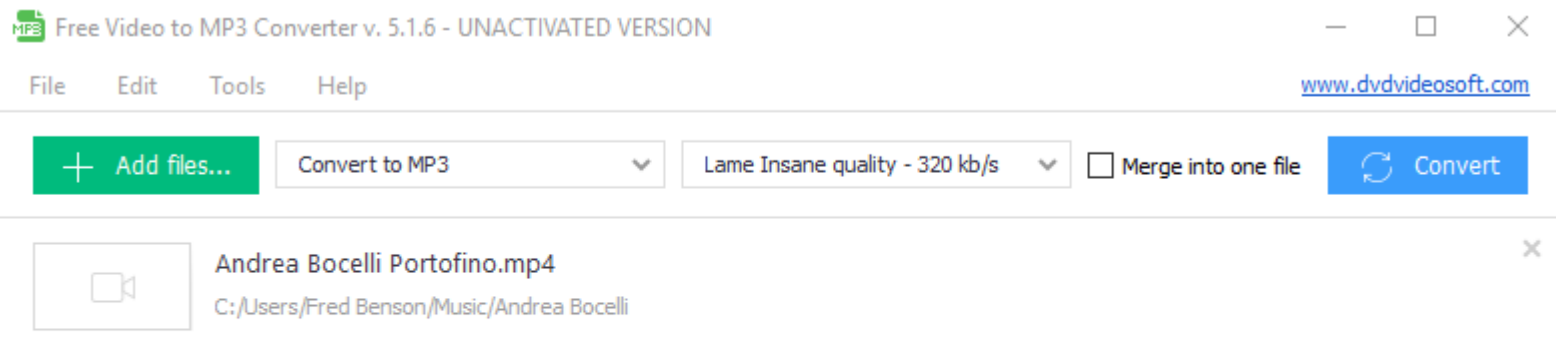 MP3 Free Video to MP3 Converter v. 5.1.6 - UNACTIVATED VERSION
File Edit Tools Help www.dvdvideosoft.com
Add files... Convert to MP3 Lame Insane quality - 320 kb/s Merge into one file Convert
Andrea Bocelli Portofino.mp4
C:/Users/Fred Benson/Music/Andrea Bocelli